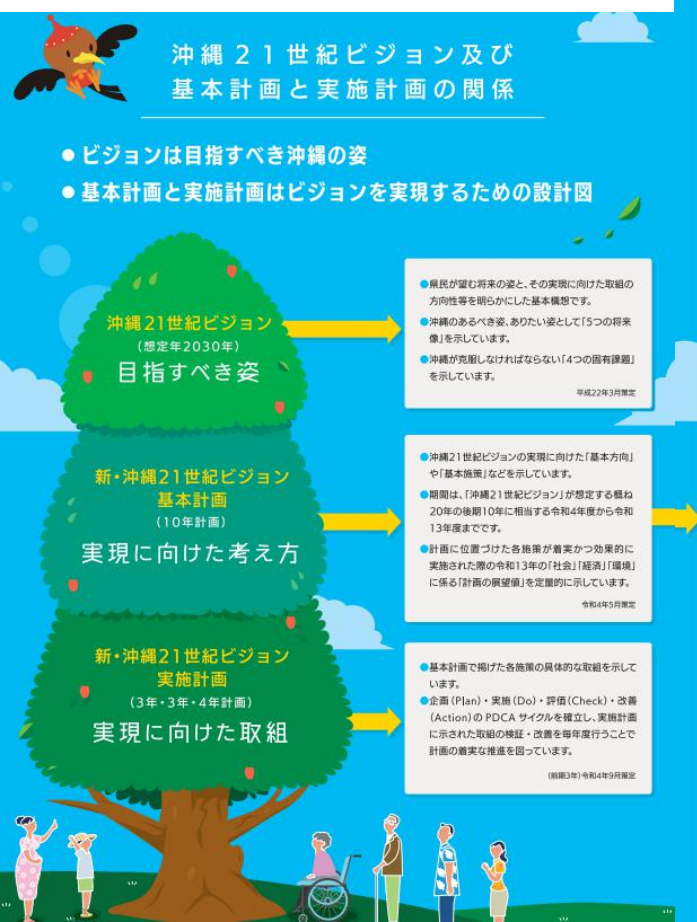 沖縄21世紀ビジョン及び
基本計画と実施計画の関係
●ビジョンは目指すべき沖縄の姿
●基本計画と実施計画はビジョンを実現するための設計図
沖縄21世紀ビジョン
(想定年2030年)
目指すべき姿
●県民が望む将来の姿と、その実現に向けた取組の
方向性等を明らかにした基本構想です。
●沖縄のあるべき姿、ありたい姿として「5つの将来
像」を示しています。
●沖縄が克服しなければならない「4つの固有課題」
を示しています。
平成22年3月策定
新・沖縄21世紀ビジョン
基本計画
(10年計画)
実現に向けた考え方
●沖縄21世紀ビジョンの実現に向けた「基本方向」
や「基本施策」などを示しています。
●期間は、「沖縄21世紀ビジョン」が想定する概ね
20年の後期10年に相当する令和4年度から令和
13年度までです。
●計画に位置づけた各施策が着実かつ効果的に
実施された際の令和13年の「社会」「経済」「環境」
に係る「計画の展望値」を定量的に示しています。
令和4年5月策定
新・沖縄21世紀ビジョン
実施計画
(3年・3年・4年計画)
実現に向けた取組
●基本計画で掲げた各施策の具体的な取組を示して
います。
●企画(Plan)・実施(Do)・評価(Check)・改善
(Action)のPDCAサイクルを確立し、実施計画
に示された取組の検証・改善を毎年度行うことで
計画の着実な推進を図っています。
(前期3年)令和4年9月策定